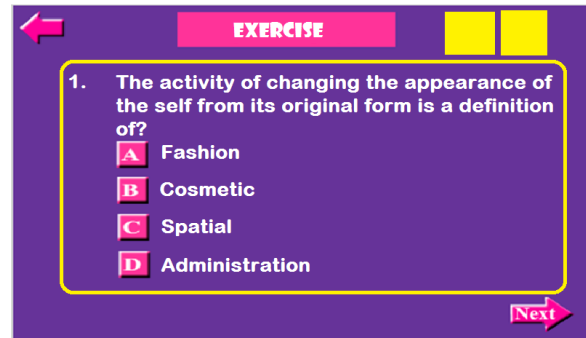 EXERCISE
1. The activity of changing the appearance of
the self from its original form is a definition
of?
A Fashion
B Cosmetic
C Spatial
D Administration
Next